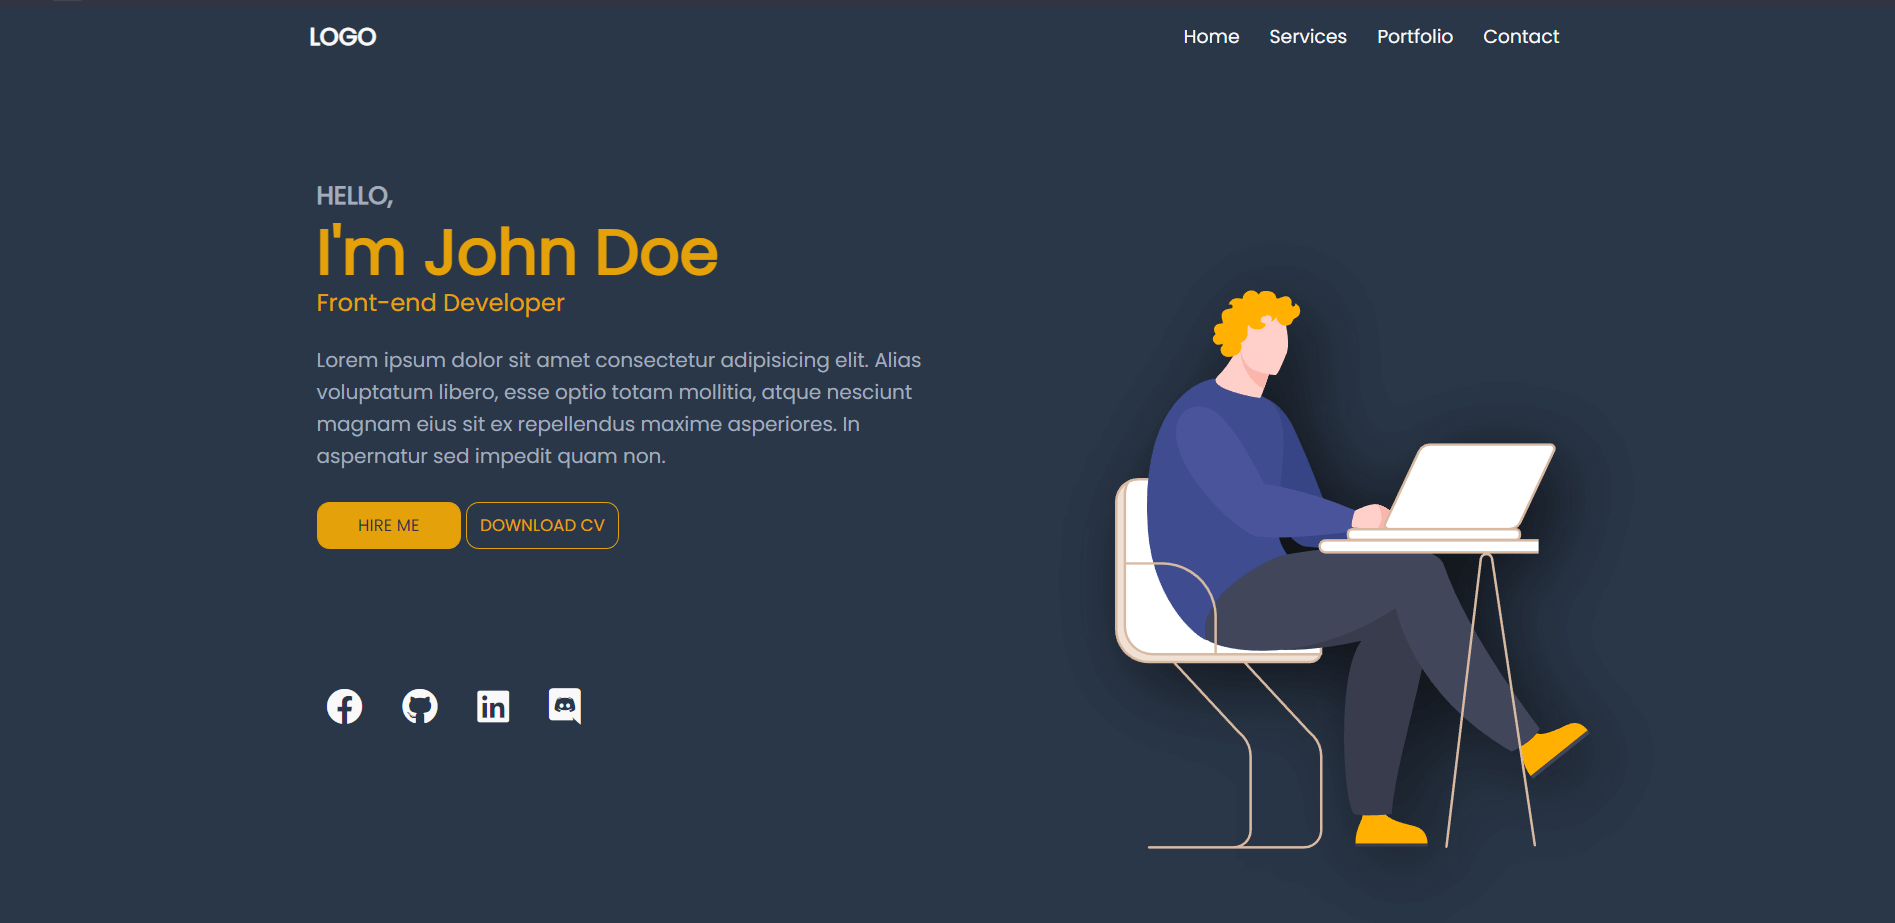 LOGO
Home Services Portfolio Contact
HELLO,
I'm John Doe
Front-end Developer
Lorem ipsum dolor sit amet consectetur adipisicing elit. Alias
voluptatum libero, esse optio totam mollitia, atque nesciunt
magnam eius sit ex repellendus maxime asperiores. In
aspernatur sed impedit quam non.
HIRE ME DOWNLOAD CV